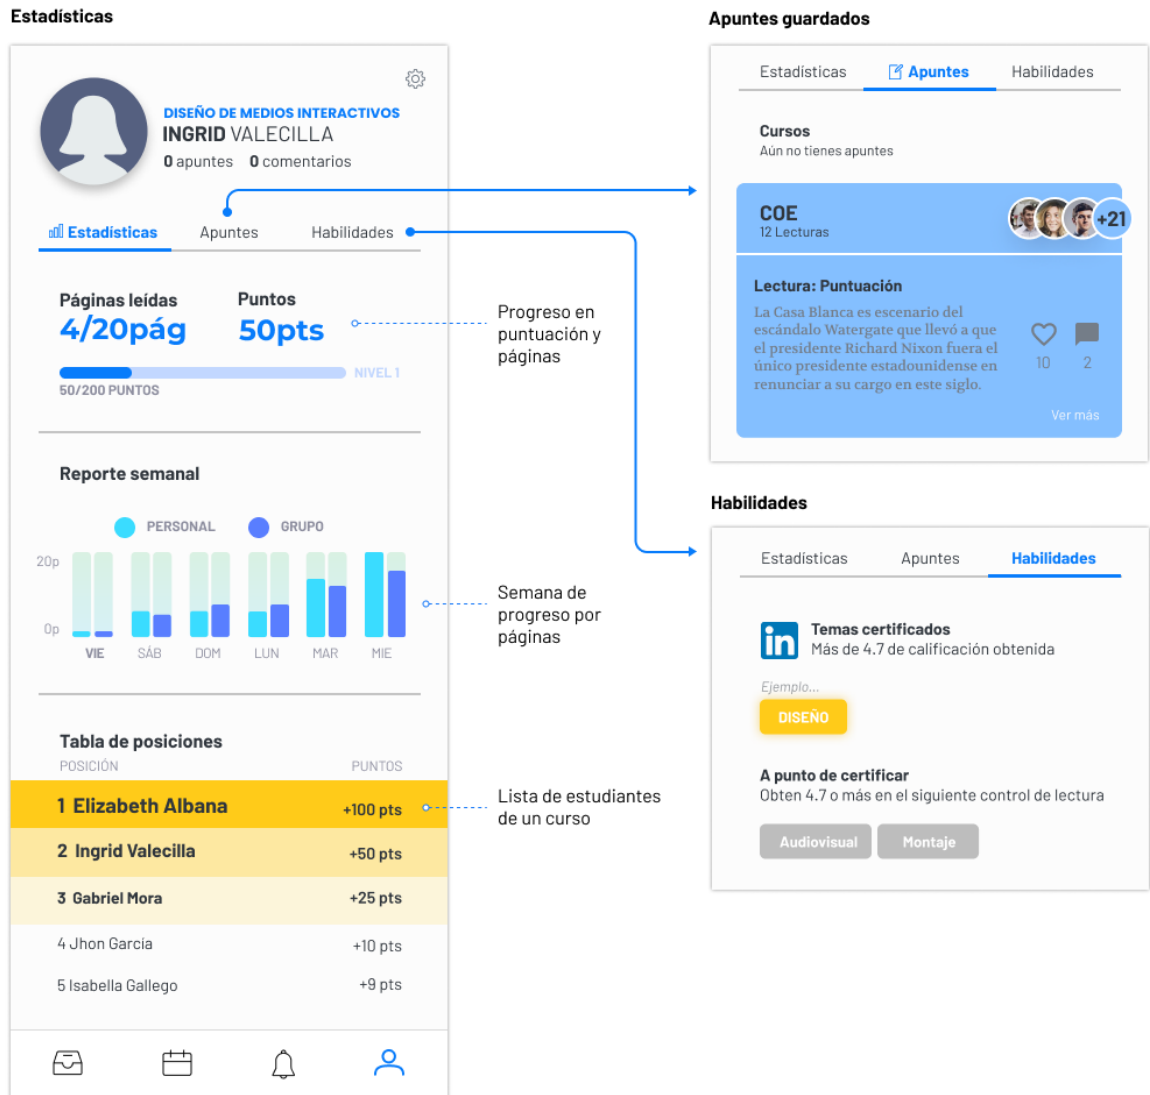 Estadísticas
DISEÑO DE MEDIOS INTERACTIVOS
INGRID VALECILLA
0 apuntes 0 comentarios
Estadísticas Apuntes Habilidades
Páginas leídas Puntos
4/20pág 50pts
NIVEL 1
50/200 PUNTOS
Progreso en
puntuación y
páginas
Reporte semanal
PERSONAL GRUPO
20p
0p
VIE SÁB DOM LUN MAR MIE
Semana de
progreso por
páginas
Tabla de posiciones
POSICIÓN PUNTOS
1 Elizabeth Albana +100 pts
2 Ingrid Valecilla +50 pts
3 Gabriel Mora +25 pts
4 Jhon García +10 pts
5 Isabella Gallego +9 pts
Lista de estudiantes
de un curso
Apuntes guardados
Estadísticas Apuntes Habilidades
Cursos
Aún no tienes apuntes
COE
12 Lecturas
+21
Lectura: Puntuación
La Casa Blanca es escenario del
escándalo Watergate que llevó a que
el presidente Richard Nixon fuera el
único presidente estadounidense en
renunciar a su cargo en este siglo.
10 2
Ver más
Habilidades
Estadísticas Apuntes Habilidades
in
Temas certificados
Más de 4.7 de calificación obtenida
Ejemplo...
DISEÑO
A punto de certificar
Obten 4.7 o más en el siguiente control de lectura
Audiovisual Montaje